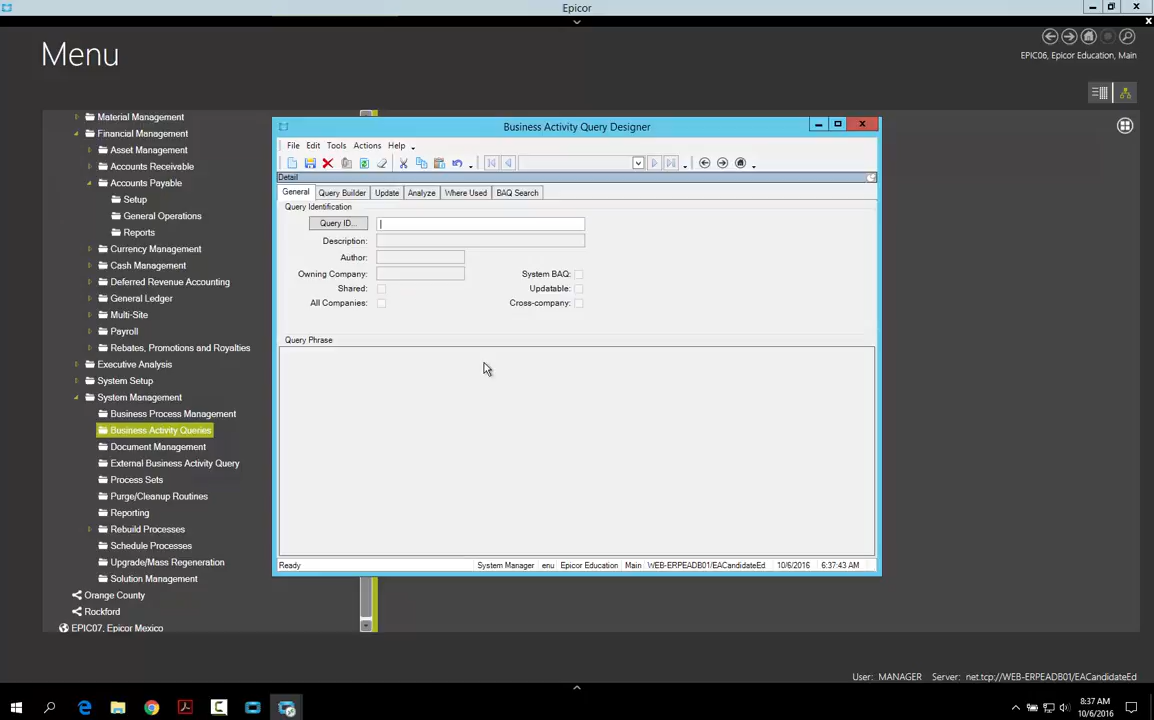 Epicor
Menu
EPIC06, Epicor Education, Main
Material Management
Financial Management
Asset Management
Accounts Receivable
Accounts Payable
Setup
General Operations
Reports
Currency Management
Cash Management
Deferred Revenue Accounting
General Ledger
Multi-Site
Payroll
Rebates, Promotions and Royalties
Executive Analysis
System Setup
System Management
Business Process Management
Business Activity Queries
Document Management
External Business Activity Query
Process Sets
Purge/Cleanup Routines
Reporting
Rebuild Processes
Schedule Processes
Upgrade/Mass Regeneration
Solution Management
Orange County
Rockford
EPIC07, Epicor Mexico
Business Activity Query Designer
File Edit Tools Actions Help
Detail
General Query Builder Update Analyze Where Used BAQ Search
Query Identification
Query ID...
Description:
Author:
Owning Company: System BAQ:
Shared: Updatable:
All Companies: Cross-company:
Query Phrase
Ready System Manager enu Epicor Education Main WEB-ERPEADB01/EACandidateEd 10/6/2016 6:37:43 AM
User: MANAGER Server: net.tcp://WEB-ERPEADB01/EACandidateEd
8:37 AM
10/6/2016